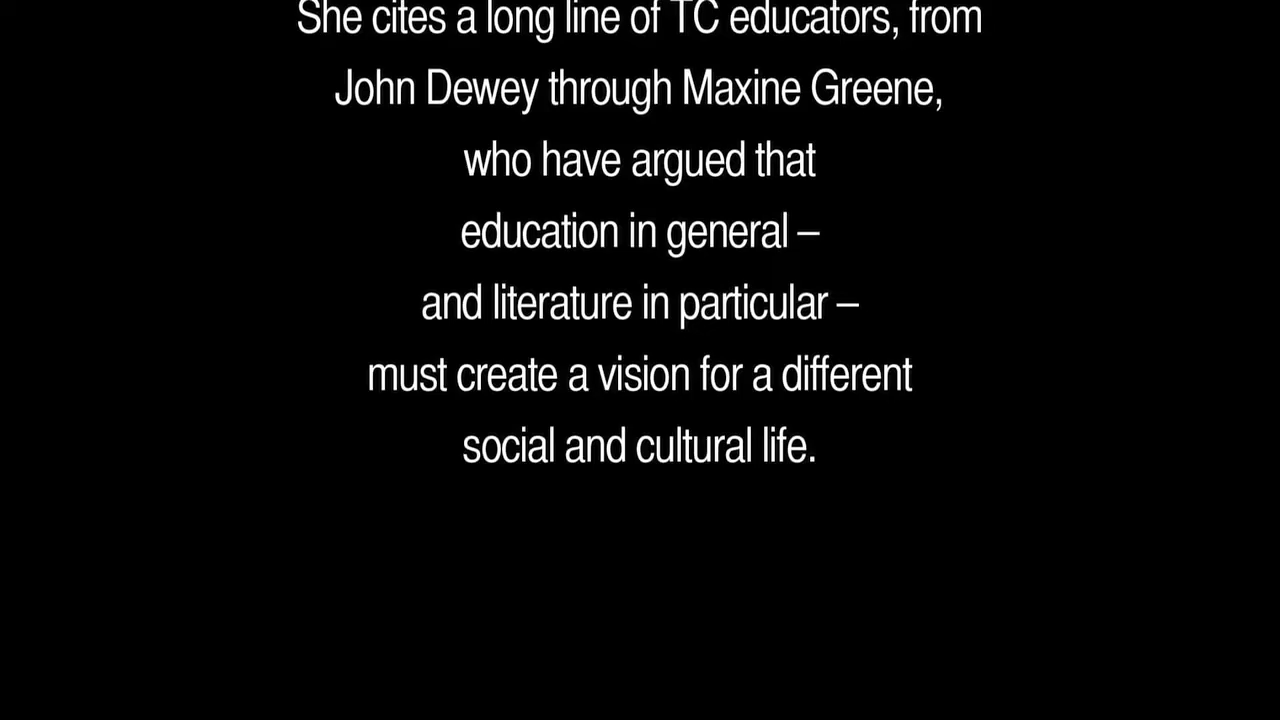 She cites a long line of TC educators, from
John Dewey through Maxine Greene,
who have argued that
education in general –
and literature in particular –
must create a vision for a different
social and cultural life.